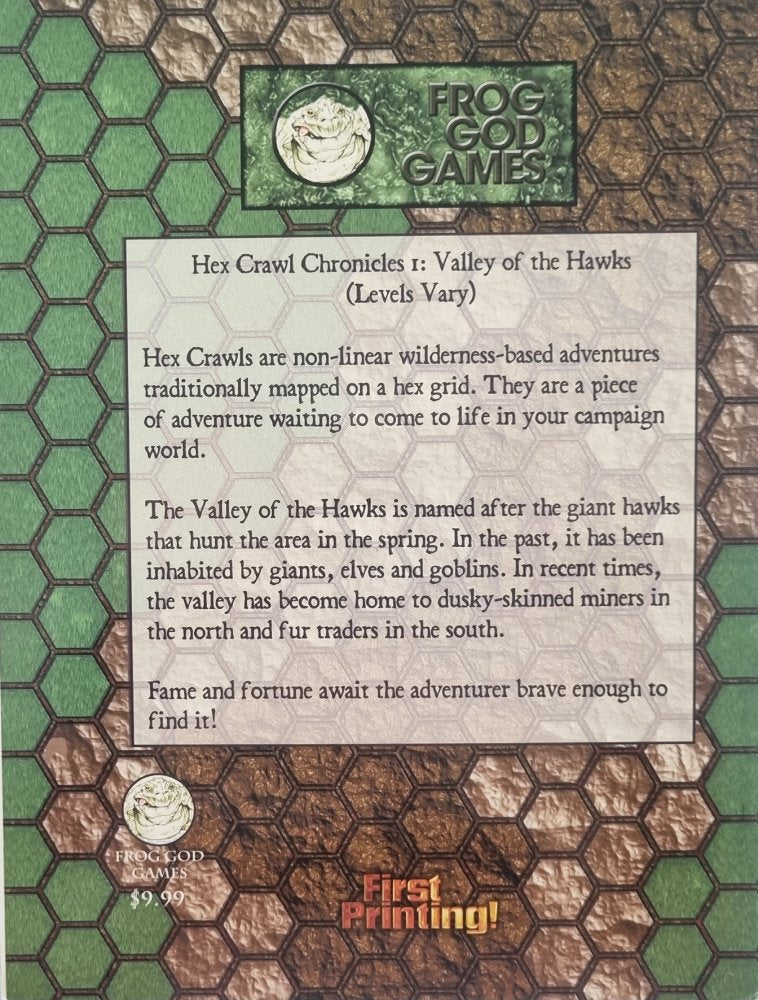 FROG
GOD
GAMES
Hex Crawl Chronicles 1: Valley of the Hawks
(Levels Vary)
Hex Crawls are non-linear wilderness-based adventures
traditionally mapped on a hex grid. They are a piece
of adventure waiting to come to life in your campaign
world.
The Valley of the Hawks is named after the giant hawks
that hunt the area in the spring. In the past, it has been
inhabited by giants, elves and goblins. In recent times,
the valley has become home to dusky-skinned miners in
the north and fur traders in the south.
Fame and fortune await the adventurer brave enough to
find it!
FROG GOD
GAMES
$9.99
First
Printing!